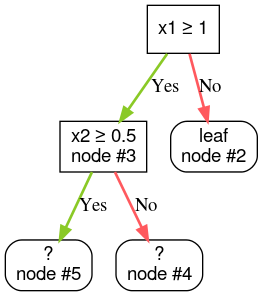 x1 ≥ 1
Yes
No
x2 ≥ 0.5
node #3
leaf
node #2
Yes
No
?
node #5
?
node #4